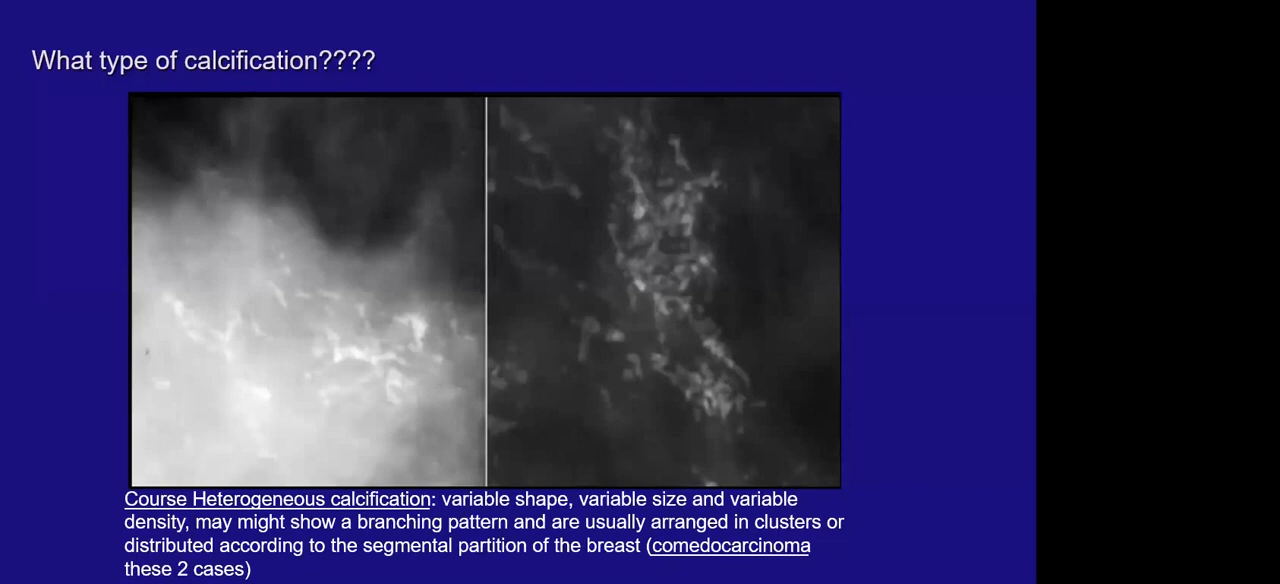 What type of calcification????
Course Heterogeneous calcification: variable shape, variable size and variable
density, may might show a branching pattern and are usually arranged in clusters or
distributed according to the segmental partition of the breast (comedocarcinoma
these 2 cases)